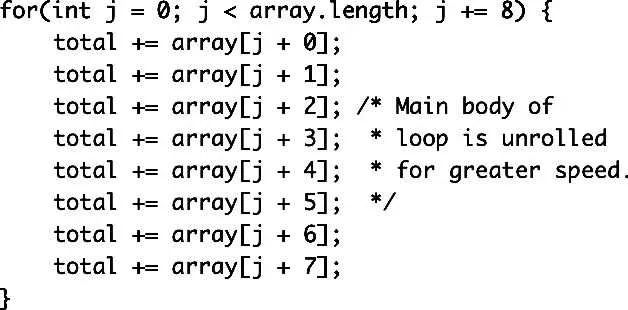 for(int j = 0; j < array.length; j += 8) {
    total += array[j + 0];
    total += array[j + 1];
    total += array[j + 2]; /* Main body of
    total += array[j + 3];  * loop is unrolled
    total += array[j + 4];  * for greater speed.
    total += array[j + 5];  */
    total += array[j + 6];
    total += array[j + 7];
}